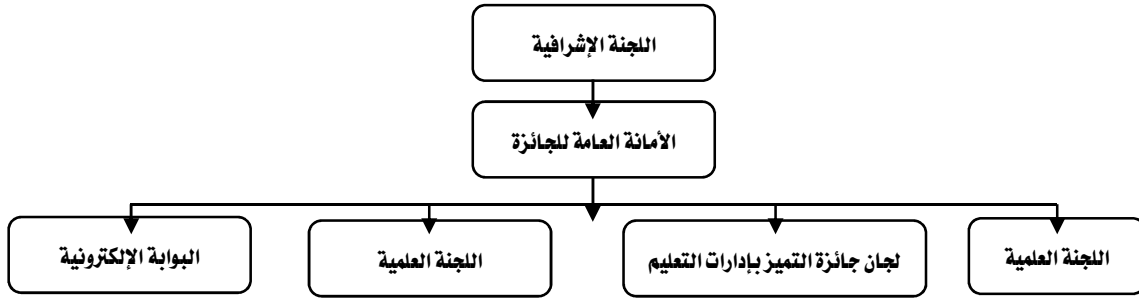 اللجنة الإشرافية
الأمانة العامة للجائزة
اللجنة العلمية
لجان جائزة التميز بإدارات التعليم
اللجنة العلمية
البوابة الإلكترونية